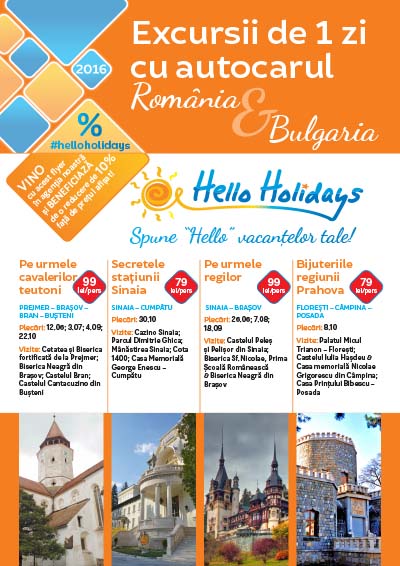 Excursii de 1 zi
cu autocarul
România
& Bulgaria
2016
%
#helloholidays
VINO
cu acest flyer
în agenția noastră
și BENEFICIAZĂ
de o reducere de 10%
față de prețul afișat!
Hello Holidays
Spune "Hello" vacanțelor tale!
Pe urmele
cavalerilor
teutoni
99
lei/pers
PREJMER – BRAȘOV –
BRAN – BUȘTENI
Plecări: 12.06; 3.07; 4.09;
22.10
Vizite: Cetatea și Biserica
fortificată de la Prejmer;
Biserica Neagră din
Brașov; Castelul Bran;
Castelul Cantacuzino din
Bușteni
Secretele
stațiunii
Sinaia
79
lei/pers
SINAIA – CUMPĂTU
Plecări: 30.10
Vizite: Cazino Sinaia;
Parcul Dimitrie Ghica;
Mănăstirea Sinaia; Cota
1400; Casa Memorială
George Enescu –
Cumpătu
Pe urmele
regilor
99
lei/pers
SINAIA – BRAȘOV
Plecări: 26.06; 7.08;
18.09
Vizite: Castelul Peleș
și Pelișor din Sinaia;
Biserica Sf. Nicolae, Prima
Școală Românească
& Biserica Neagră din
Brașov
Bijuteriile
regiunii
Prahova
79
lei/pers
FLOREȘTI – CÂMPINA –
POSADA
Plecări: 8.10
Vizite: Palatul Micul
Trianon – Florești;
Castelul Iulia Hașdeu &
Casa memorială Nicolae
Grigorescu din Câmpina;
Casa Prințului Bibescu –
Posada